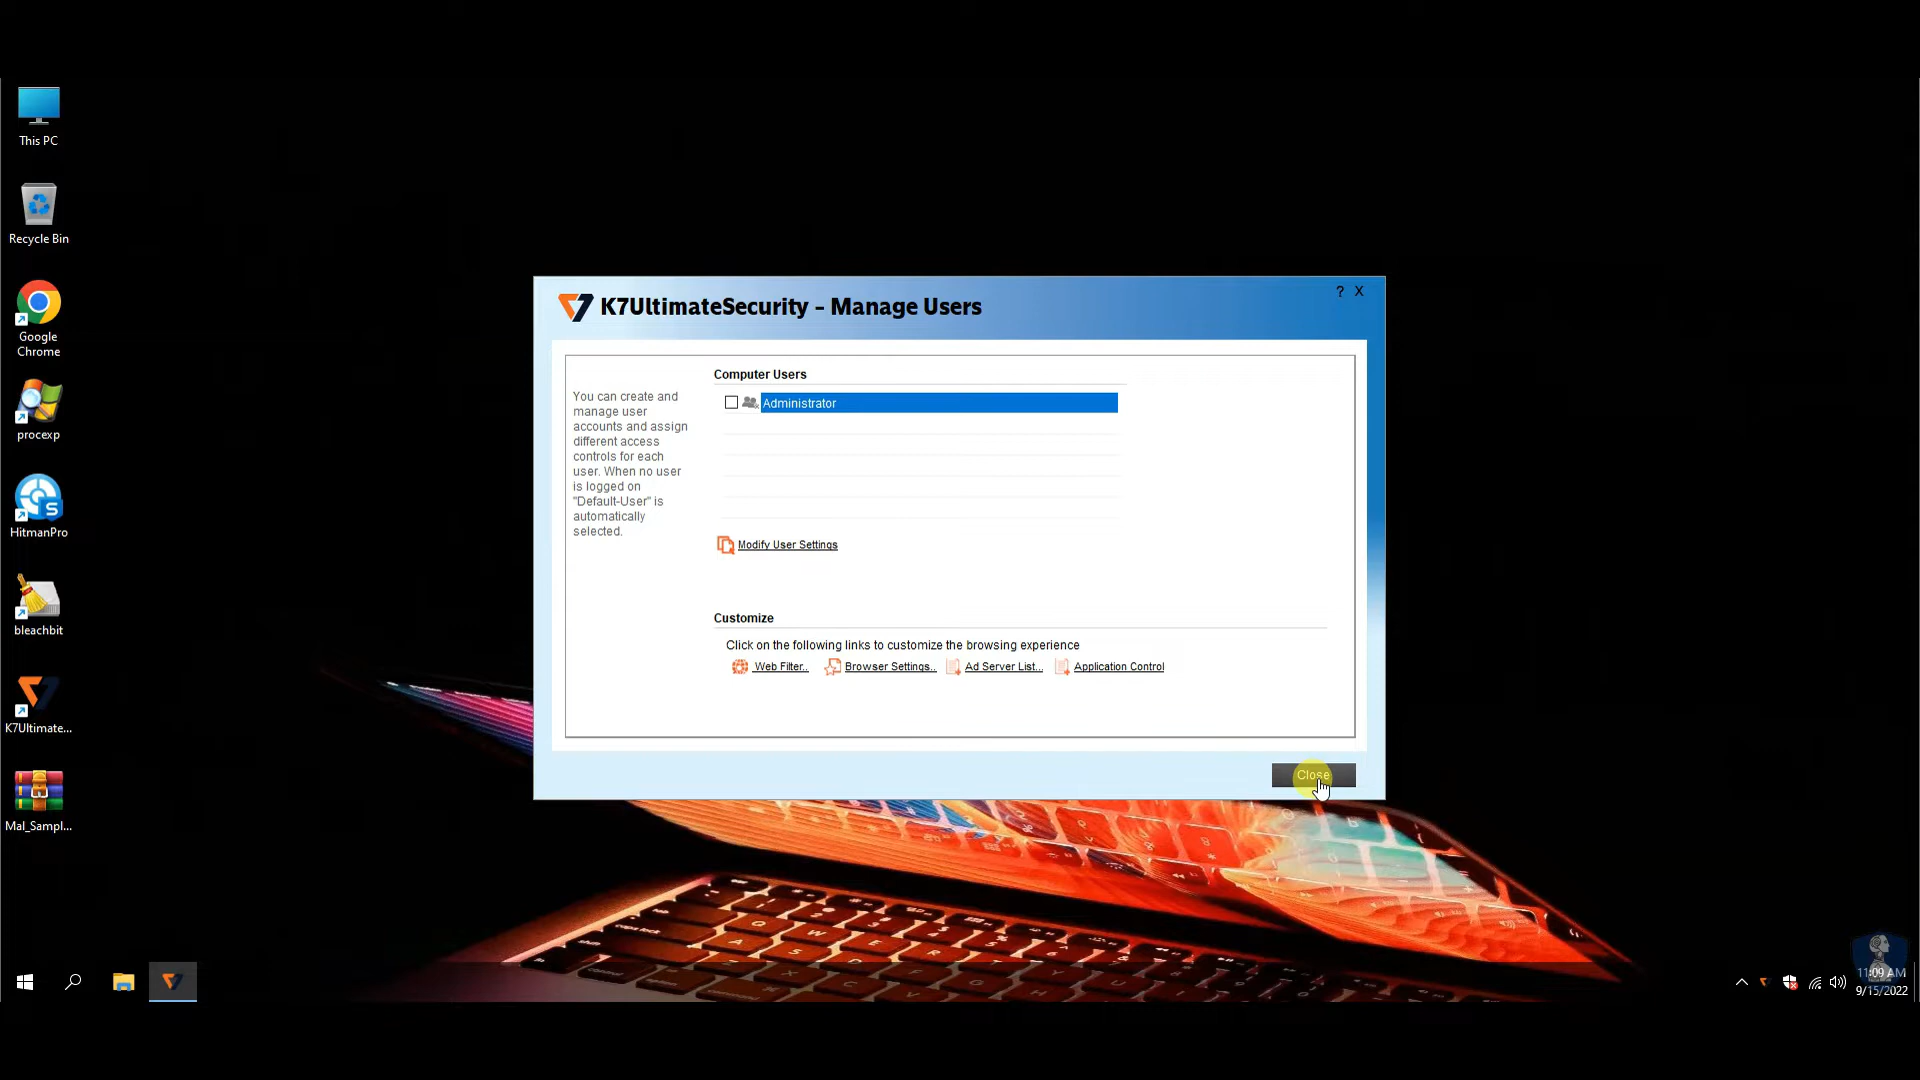 This PC
Recycle Bin
Google
Chrome
procexp
HitmanPro
bleachbit
K7Ultimate...
Mal_Sampl...
K7UltimateSecurity - Manage Users
? X
You can create and
manage user
accounts and assign
different access
controls for each
user. When no user
is logged on
"Default-User" is
automatically
selected.
Computer Users
Administrator
Modify User Settings
Customize
Click on the following links to customize the browsing experience
Web Filter.. Browser Settings.. Ad Server List... Application Control
Close
11:09 AM
9/15/2022